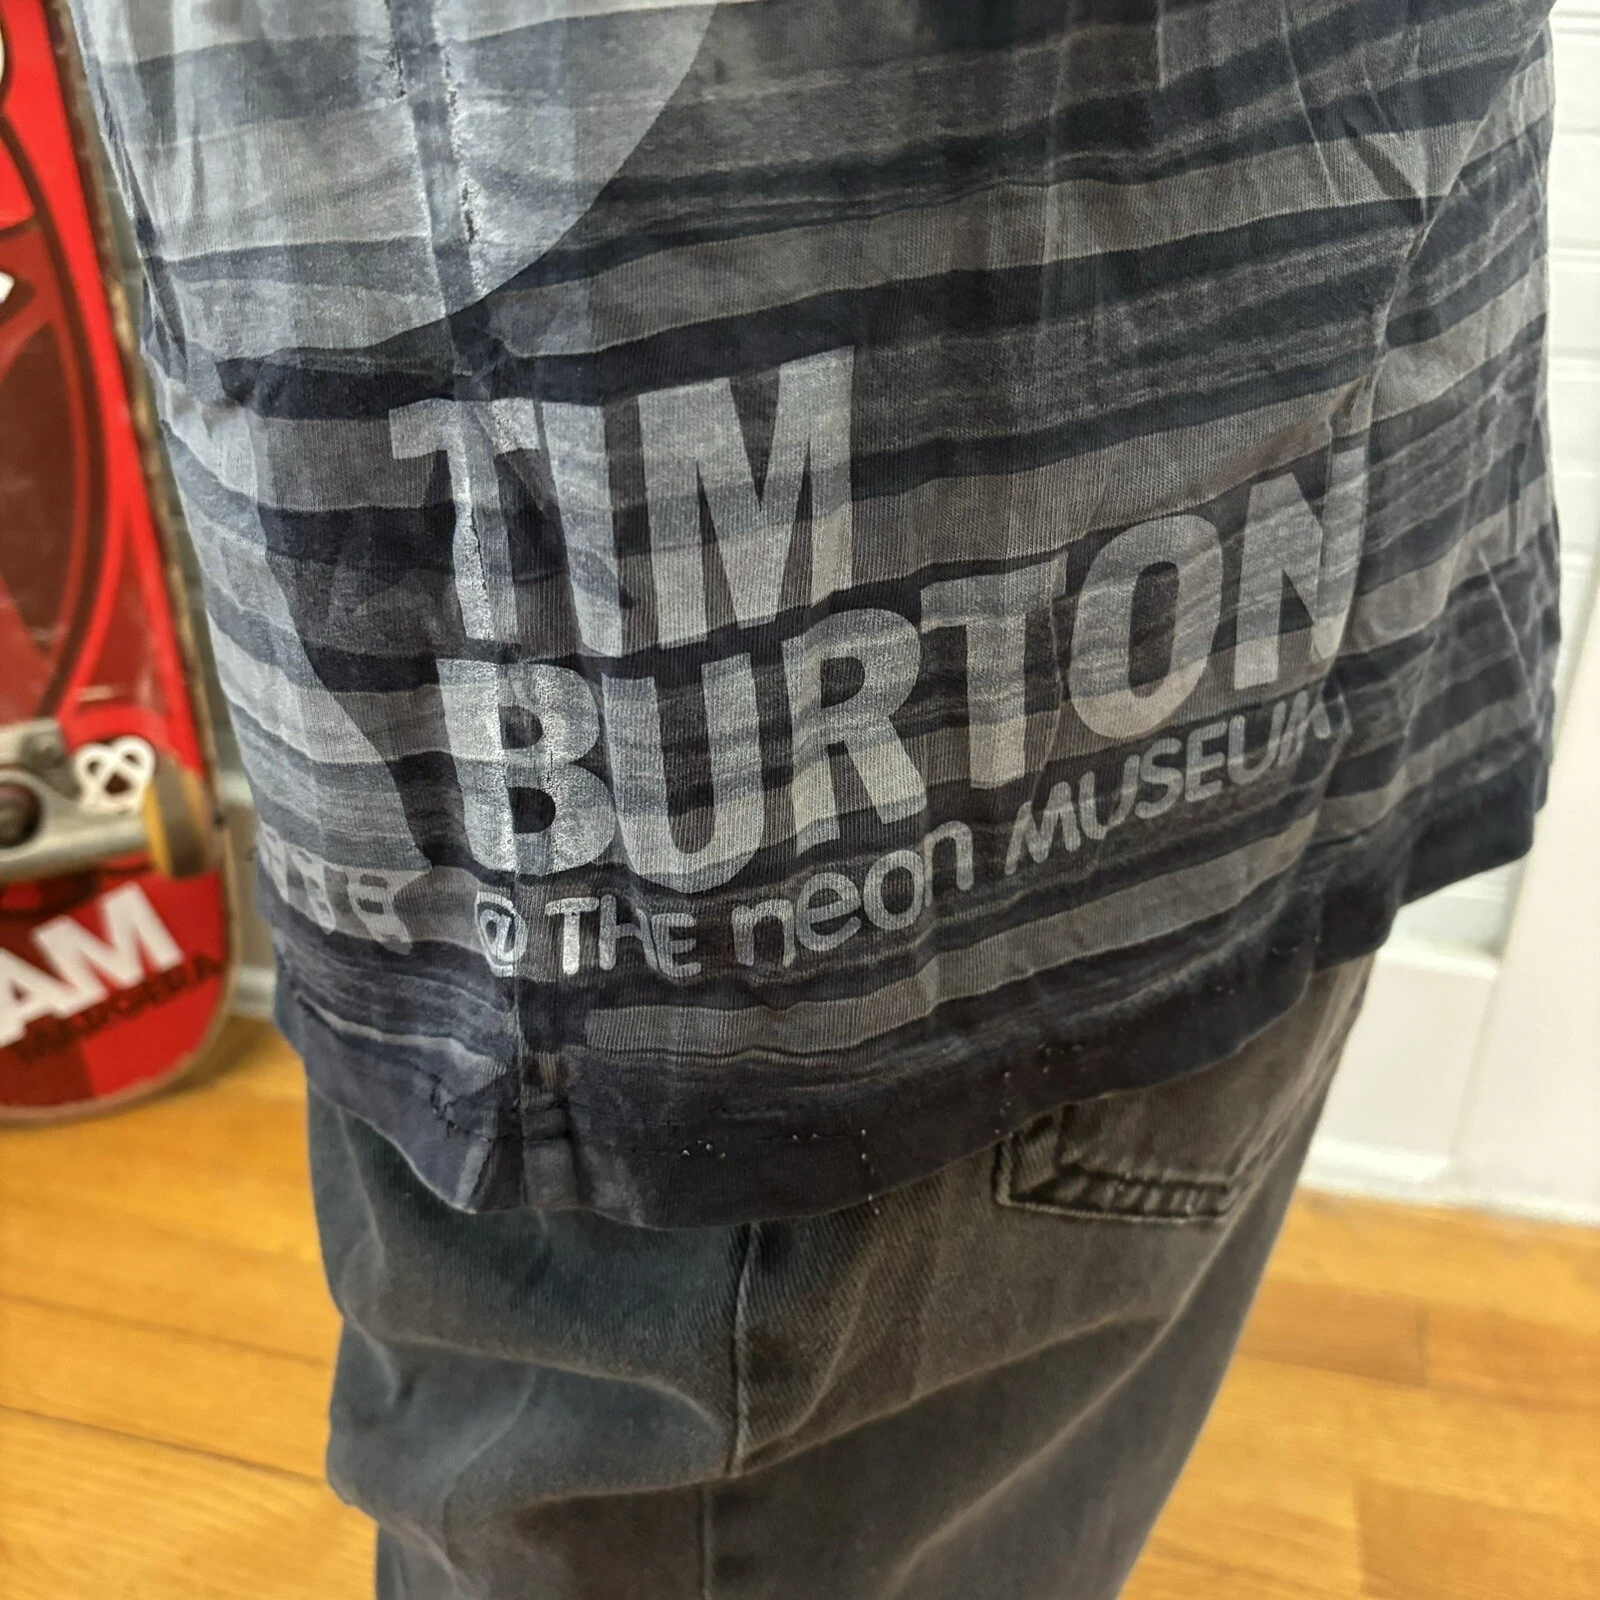 TIM
BURTON
@ THE neon MUSEUM
AM